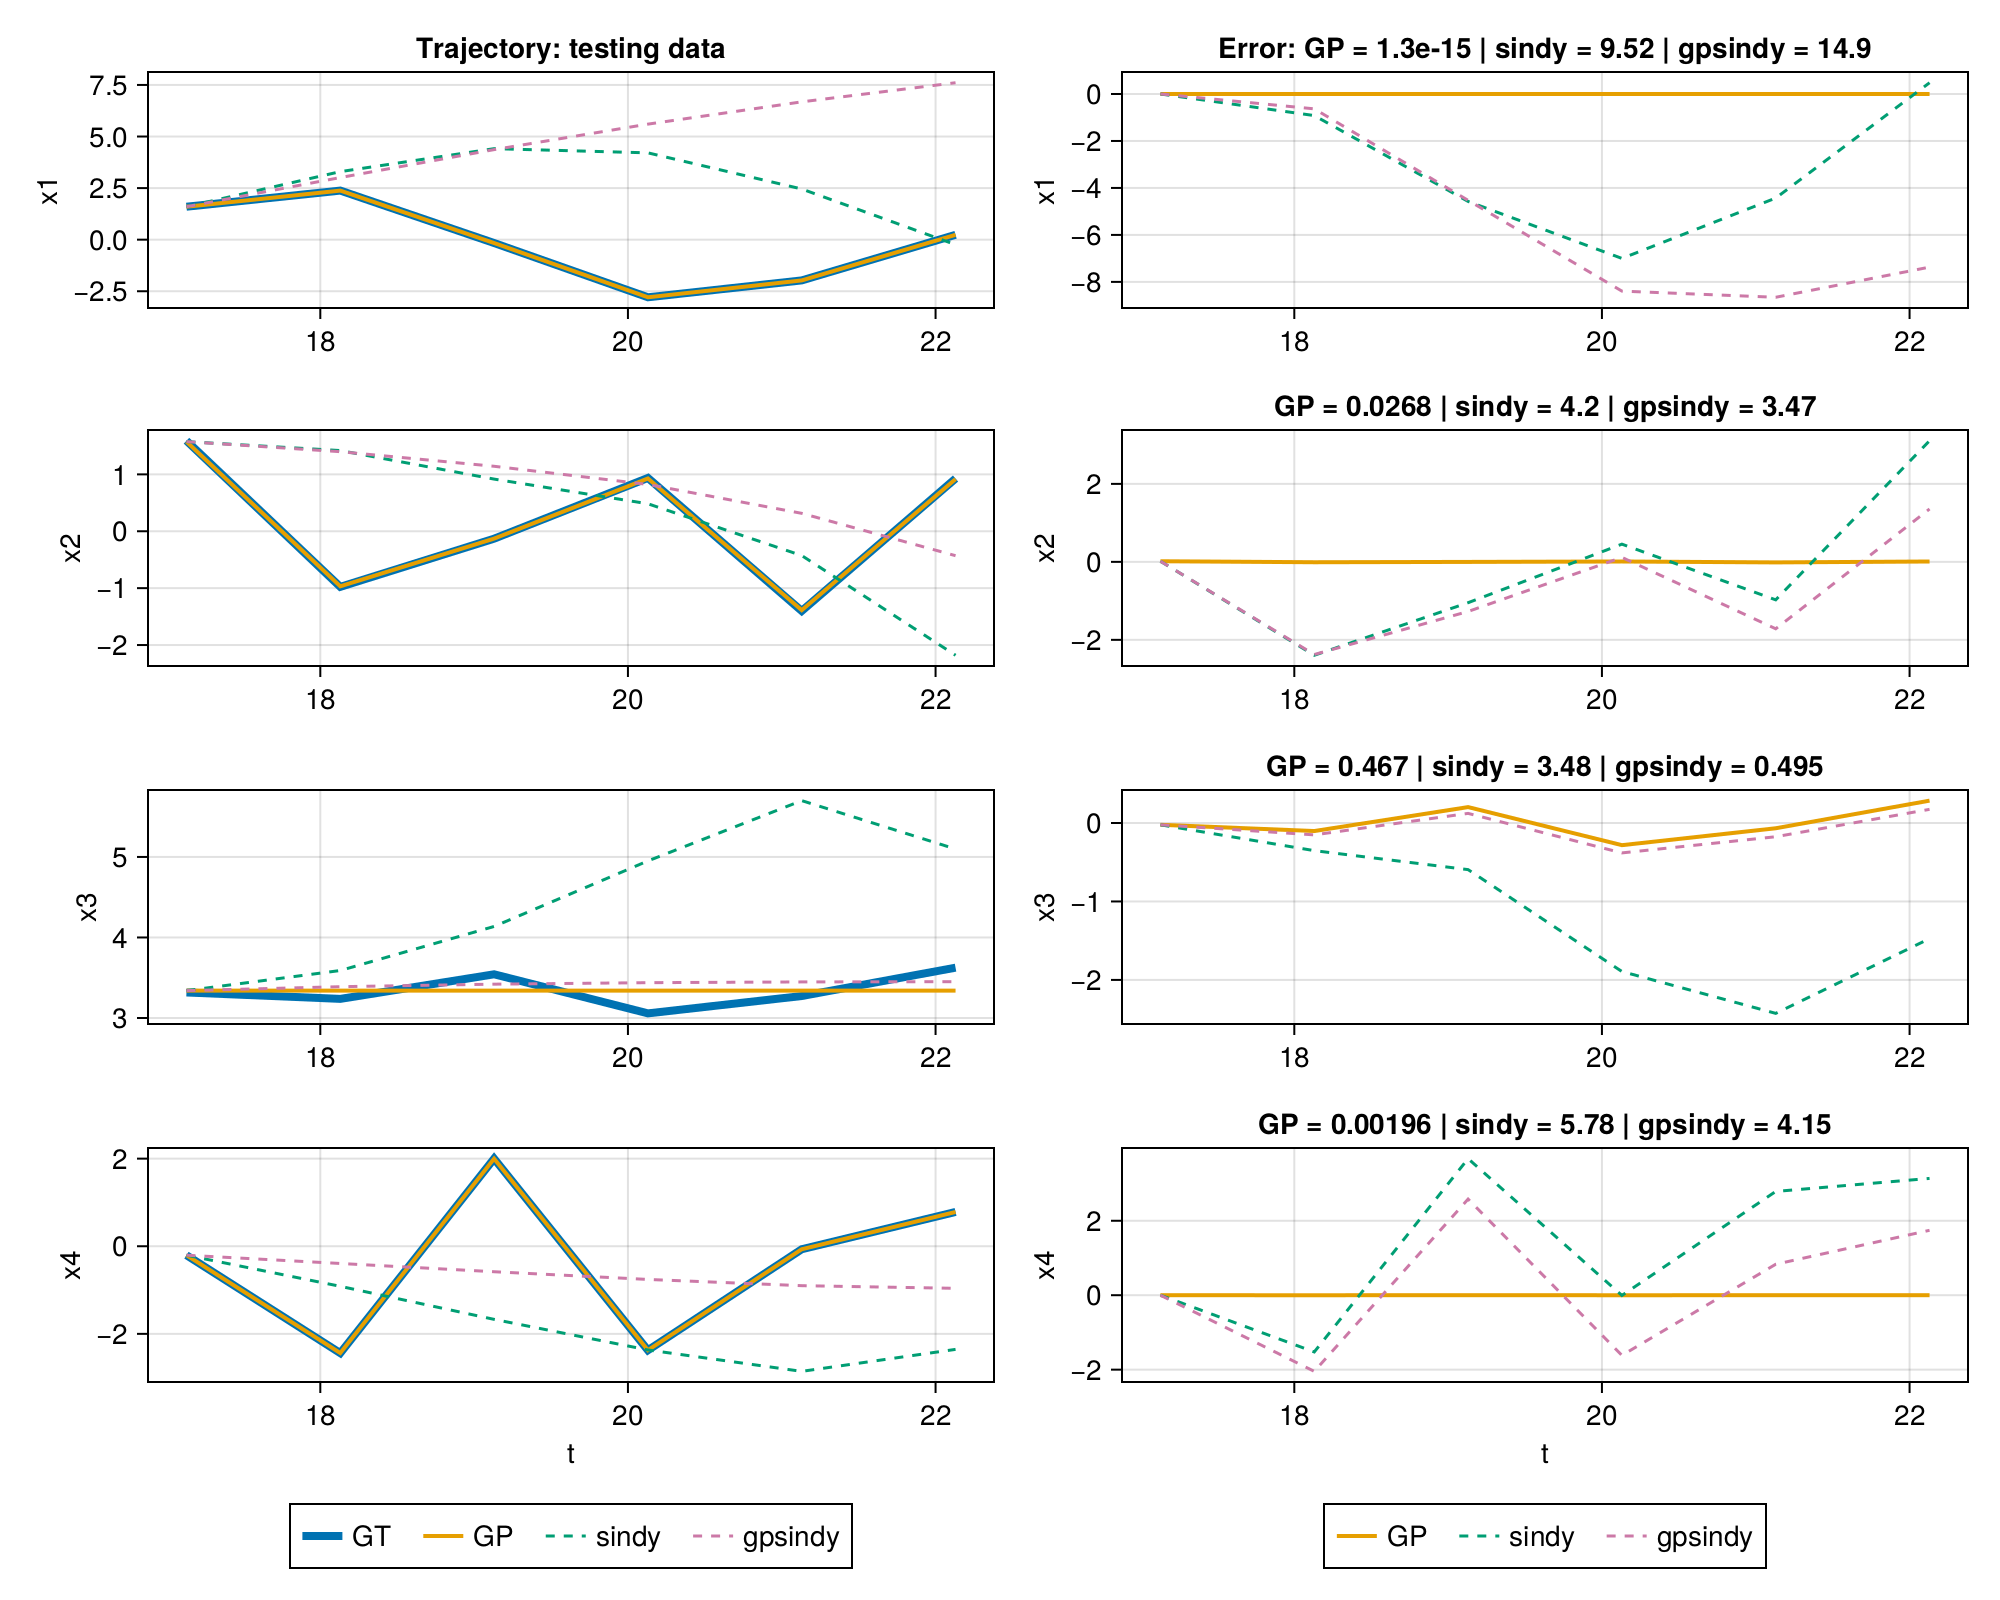 Trajectory: testing data
Error: GP = 1.3e-15 | sindy = 9.52 | gpsindy = 14.9
7.5
5.0
2.5
0.0
−2.5
x1
18 20 22
0
−2
−4
−6
−8
x1
18 20 22
GP = 0.0268 | sindy = 4.2 | gpsindy = 3.47
1
0
−1
−2
x2
18 20 22
2
0
−2
x2
18 20 22
GP = 0.467 | sindy = 3.48 | gpsindy = 0.495
5
4
3
x3
18 20 22
0
−1
−2
x3
18 20 22
GP = 0.00196 | sindy = 5.78 | gpsindy = 4.15
2
0
−2
x4
18 20 22
t
2
0
−2
x4
18 20 22
t
GT GP sindy gpsindy
GP sindy gpsindy